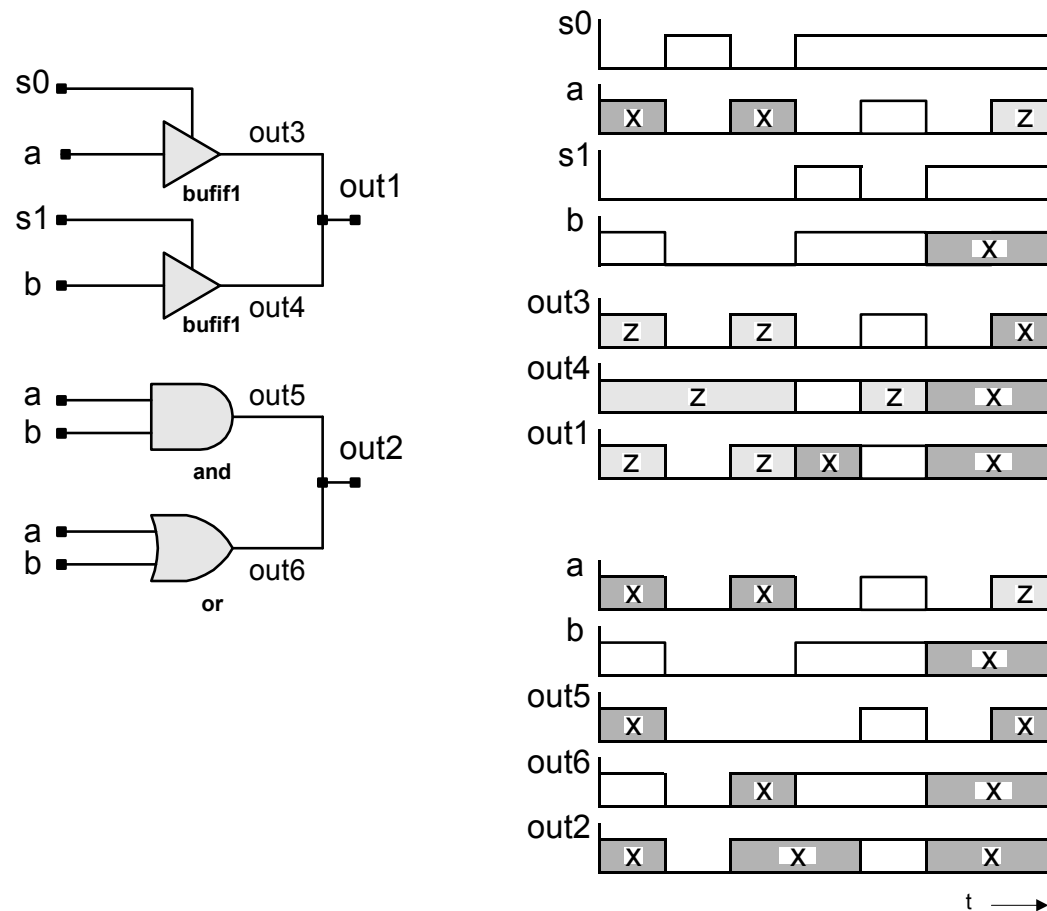 s0
a
out3
bufif1
out1
s1
b
out4
bufif1
a
b
out5
and
out2
a
b
out6
or
s0
a
x x z
s1
b
x
out3
z z x
out4
z z x
out1
z z x x
a
x x z
b
x
out5
x x
out6
x x
out2
x x x
t